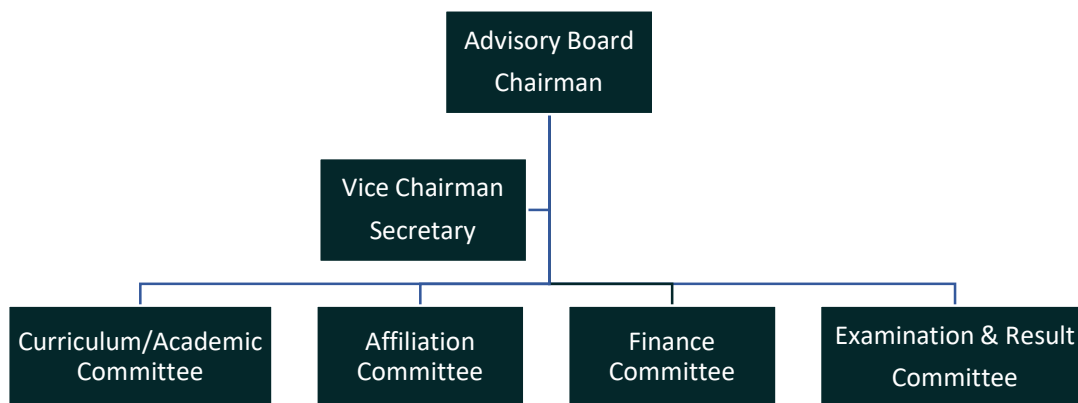 Advisory Board
Chairman
Vice Chairman
Secretary
Curriculum/Academic
Committee
Affiliation
Committee
Finance
Committee
Examination & Result
Committee